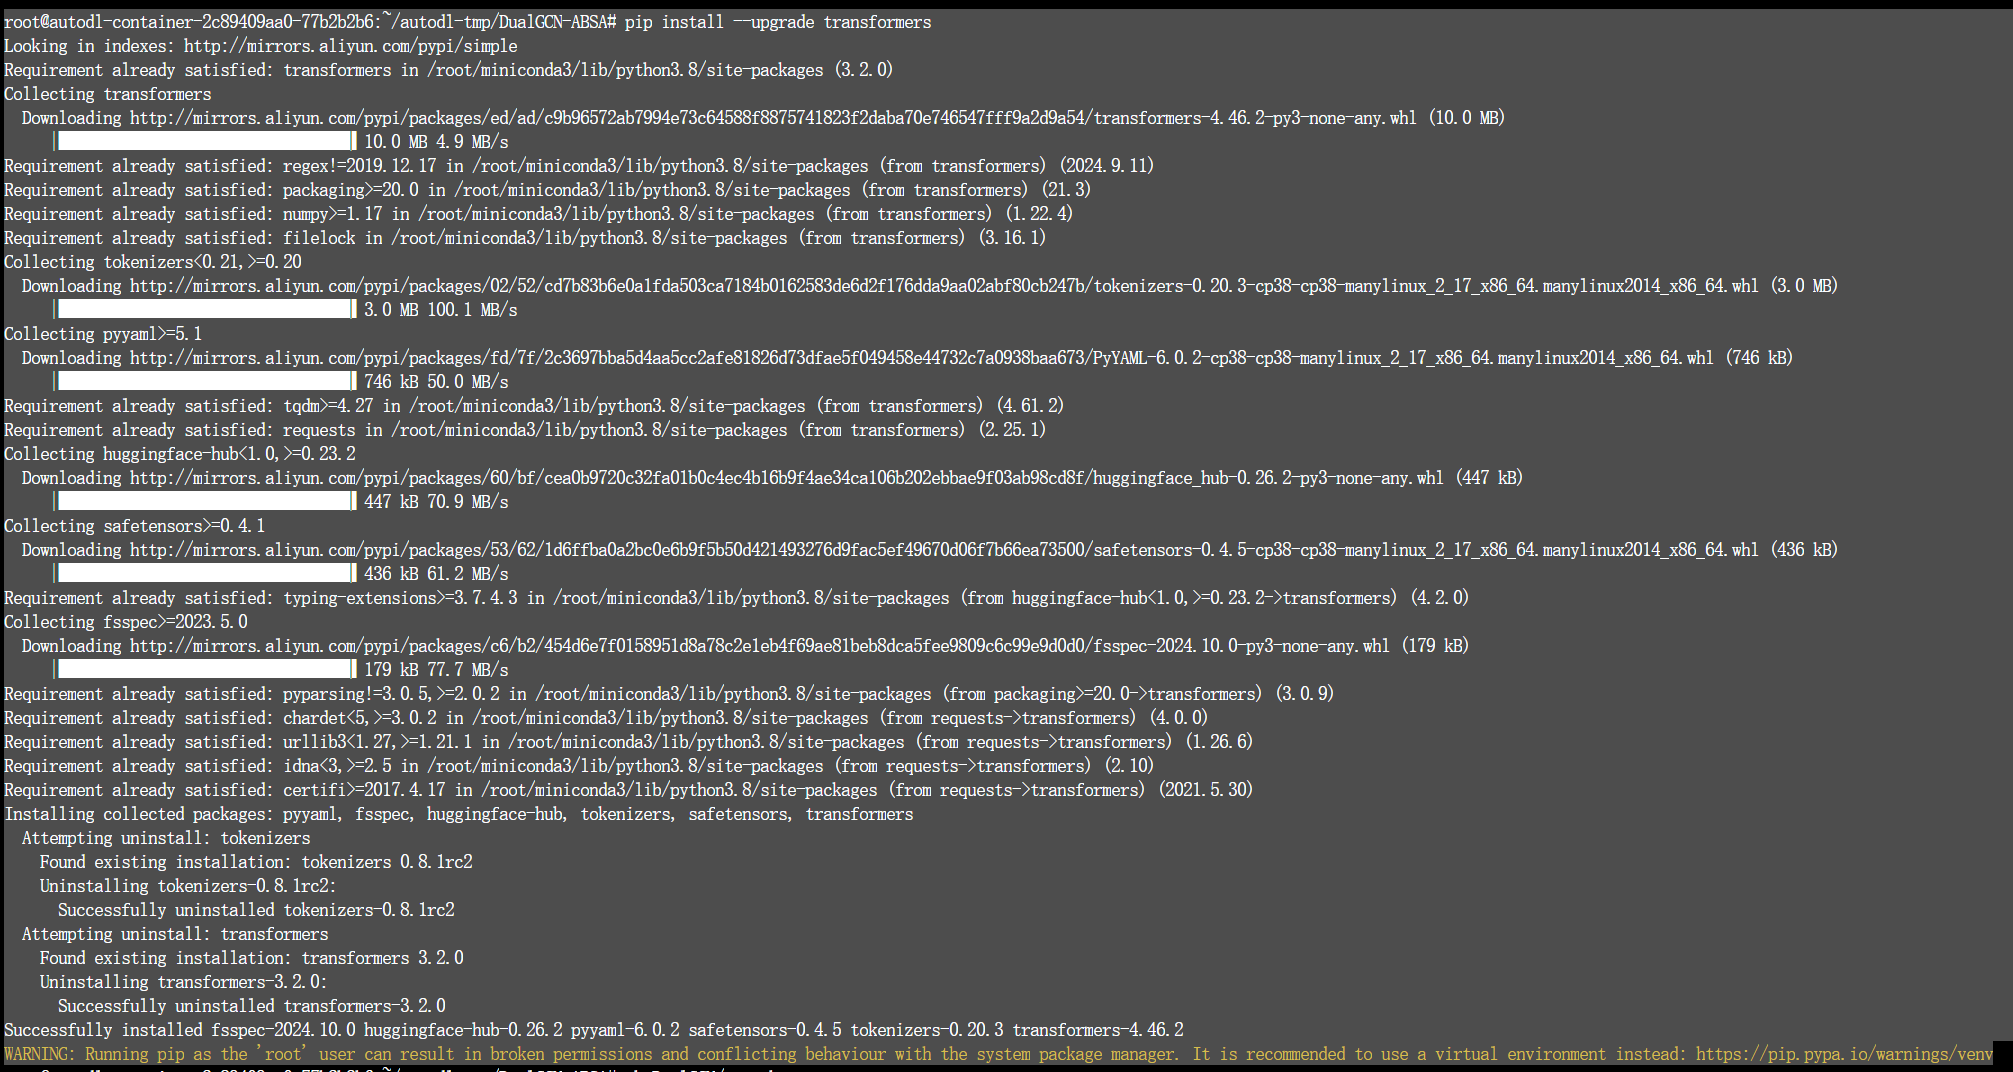 root@autodl-container-2c89409aa0-77b2b2b6:~/autodl-tmp/DualGCN-ABSA# pip install --upgrade transformers
Looking in indexes: http://mirrors.aliyun.com/pypi/simple
Requirement already satisfied: transformers in /root/miniconda3/lib/python3.8/site-packages (3.2.0)
Collecting transformers
Downloading http://mirrors.aliyun.com/pypi/packages/ed/ad/c9b96572ab7994e73c64588f8875741823f2daba70e746547fff9a2d9a54/transformers-4.46.2-py3-none-any.whl (10.0 MB)
10.0 MB 4.9 MB/s
Requirement already satisfied: regex!=2019.12.17 in /root/miniconda3/lib/python3.8/site-packages (from transformers) (2024.9.11)
Requirement already satisfied: packaging>=20.0 in /root/miniconda3/lib/python3.8/site-packages (from transformers) (21.3)
Requirement already satisfied: numpy>=1.17 in /root/miniconda3/lib/python3.8/site-packages (from transformers) (1.22.4)
Requirement already satisfied: filelock in /root/miniconda3/lib/python3.8/site-packages (from transformers) (3.16.1)
Collecting tokenizers<0.21,>=0.20
Downloading http://mirrors.aliyun.com/pypi/packages/02/52/cd7b83b6e0a1fda503ca7184b0162583de6d2f176dda9aa02abf80cb247b/tokenizers-0.20.3-cp38-cp38-manylinux_2_17_x86_64.manylinux2014_x86_64.whl (3.0 MB)
3.0 MB 100.1 MB/s
Collecting pyyaml>=5.1
Downloading http://mirrors.aliyun.com/pypi/packages/fd/7f/2c3697bba5d4aa5cc2afe81826d73dfae5f049458e44732c7a0938baa673/PyYAML-6.0.2-cp38-cp38-manylinux_2_17_x86_64.manylinux2014_x86_64.whl (746 kB)
746 kB 50.0 MB/s
Requirement already satisfied: tqdm>=4.27 in /root/miniconda3/lib/python3.8/site-packages (from transformers) (4.61.2)
Requirement already satisfied: requests in /root/miniconda3/lib/python3.8/site-packages (from transformers) (2.25.1)
Collecting huggingface-hub<1.0,>=0.23.2
Downloading http://mirrors.aliyun.com/pypi/packages/60/bf/cea0b9720c32fa01b0c4ec4b16b9f4ae34ca106b202ebbae9f03ab98cd8f/huggingface_hub-0.26.2-py3-none-any.whl (447 kB)
447 kB 70.9 MB/s
Collecting safetensors>=0.4.1
Downloading http://mirrors.aliyun.com/pypi/packages/53/62/1d6ffba0a2bc0e6b9f5b50d421493276d9fac5ef49670d06f7b66ea73500/safetensors-0.4.5-cp38-cp38-manylinux_2_17_x86_64.manylinux2014_x86_64.whl (436 kB)
436 kB 61.2 MB/s
Requirement already satisfied: typing-extensions>=3.7.4.3 in /root/miniconda3/lib/python3.8/site-packages (from huggingface-hub<1.0,>=0.23.2->transformers) (4.2.0)
Collecting fsspec>=2023.5.0
Downloading http://mirrors.aliyun.com/pypi/packages/c6/b2/454d6e7f0158951d8a78c2e1eb4f69ae81beb8dca5fee9809c6c99e9d0d0/fsspec-2024.10.0-py3-none-any.whl (179 kB)
179 kB 77.7 MB/s
Requirement already satisfied: pyparsing!=3.0.5,>=2.0.2 in /root/miniconda3/lib/python3.8/site-packages (from packaging>=20.0->transformers) (3.0.9)
Requirement already satisfied: chardet<5,>=3.0.2 in /root/miniconda3/lib/python3.8/site-packages (from requests->transformers) (4.0.0)
Requirement already satisfied: urllib3<1.27,>=1.21.1 in /root/miniconda3/lib/python3.8/site-packages (from requests->transformers) (1.26.6)
Requirement already satisfied: idna<3,>=2.5 in /root/miniconda3/lib/python3.8/site-packages (from requests->transformers) (2.10)
Requirement already satisfied: certifi>=2017.4.17 in /root/miniconda3/lib/python3.8/site-packages (from requests->transformers) (2021.5.30)
Installing collected packages: pyyaml, fsspec, huggingface-hub, tokenizers, safetensors, transformers
Attempting uninstall: tokenizers
Found existing installation: tokenizers 0.8.1rc2
Uninstalling tokenizers-0.8.1rc2:
Successfully uninstalled tokenizers-0.8.1rc2
Attempting uninstall: transformers
Found existing installation: transformers 3.2.0
Uninstalling transformers-3.2.0:
Successfully uninstalled transformers-3.2.0
Successfully installed fsspec-2024.10.0 huggingface-hub-0.26.2 pyyaml-6.0.2 safetensors-0.4.5 tokenizers-0.20.3 transformers-4.46.2
WARNING: Running pip as the 'root' user can result in broken permissions and conflicting behaviour with the system package manager. It is recommended to use a virtual environment instead: https://pip.pypa.io/warnings/venv